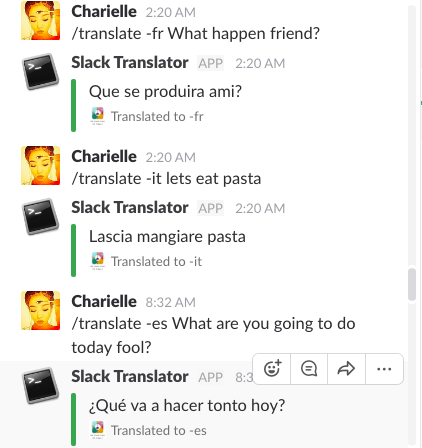 Charielle 2:20 AM
/translate -fr What happen friend?
Slack Translator APP 2:20 AM
Que se produira ami?
Translated to -fr
Charielle 2:20 AM
/translate -it lets eat pasta
Slack Translator APP 2:20 AM
Lascia mangiare pasta
Translated to -it
Charielle 8:32 AM
/translate -es What are you going to do
today fool?
Slack Translator APP 8:3
¿Qué va a hacer tonto hoy?
Translated to -es